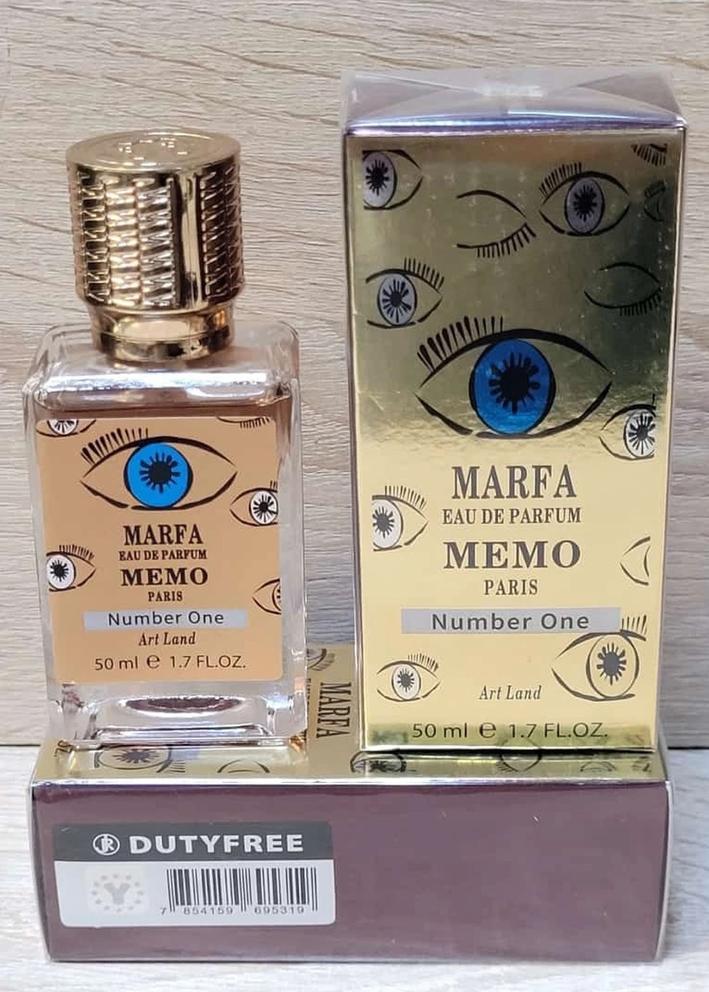 MARFA
EAU DE PARFUM
MEMO
PARIS
Number One
Art Land
50 ml ℮ 1.7 FL.OZ.
MARFA
EAU DE PARFUM
MEMO
PARIS
Number One
Art Land
50 ml ℮ 1.7 FL.OZ.
MARFA
DUTYFREE
Y
7 854159 695319